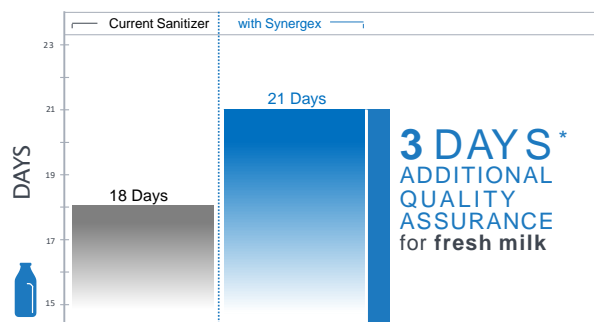 Current Sanitizer
with Synergex
23
21 Days
21
3 DAYS*
ADDITIONAL
QUALITY
ASSURANCE
for fresh milk
19
18 Days
17
15
DAYS